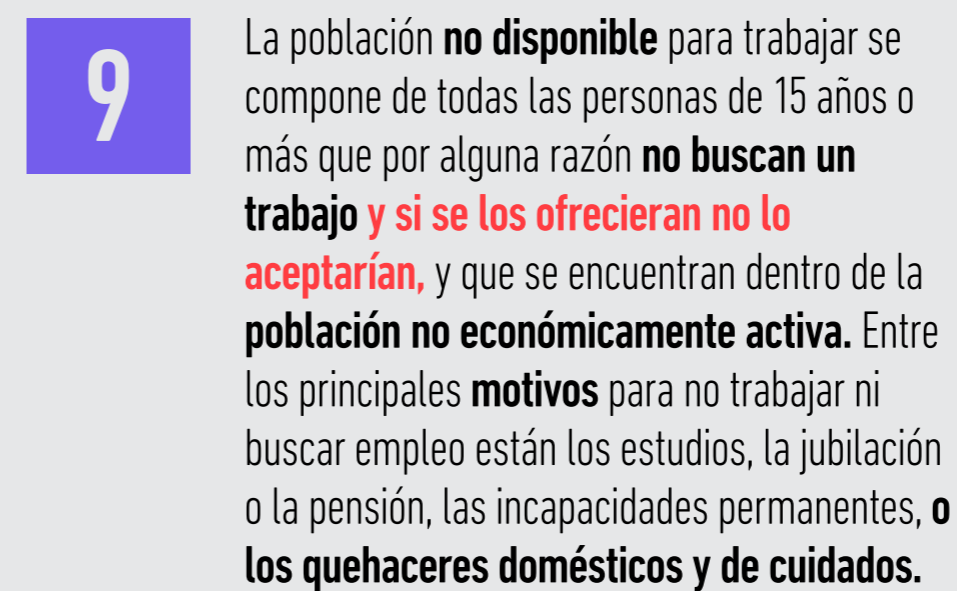 9
La población no disponible para trabajar se
compone de todas las personas de 15 años o
más que por alguna razón no buscan un
trabajo y si se los ofrecieran no lo
aceptarían, y que se encuentran dentro de la
población no económicamente activa. Entre
los principales motivos para no trabajar ni
buscar empleo están los estudios, la jubilación
o la pensión, las incapacidades permanentes, o
los quehaceres domésticos y de cuidados.